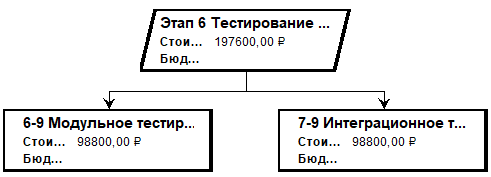 Этап 6 Тестирование ...
Стои... 197600,00 ₽
Бюд...
6-9 Модульное тестир...
Стои... 98800,00 ₽
Бюд...
7-9 Интеграционное т...
Стои... 98800,00 ₽
Бюд...